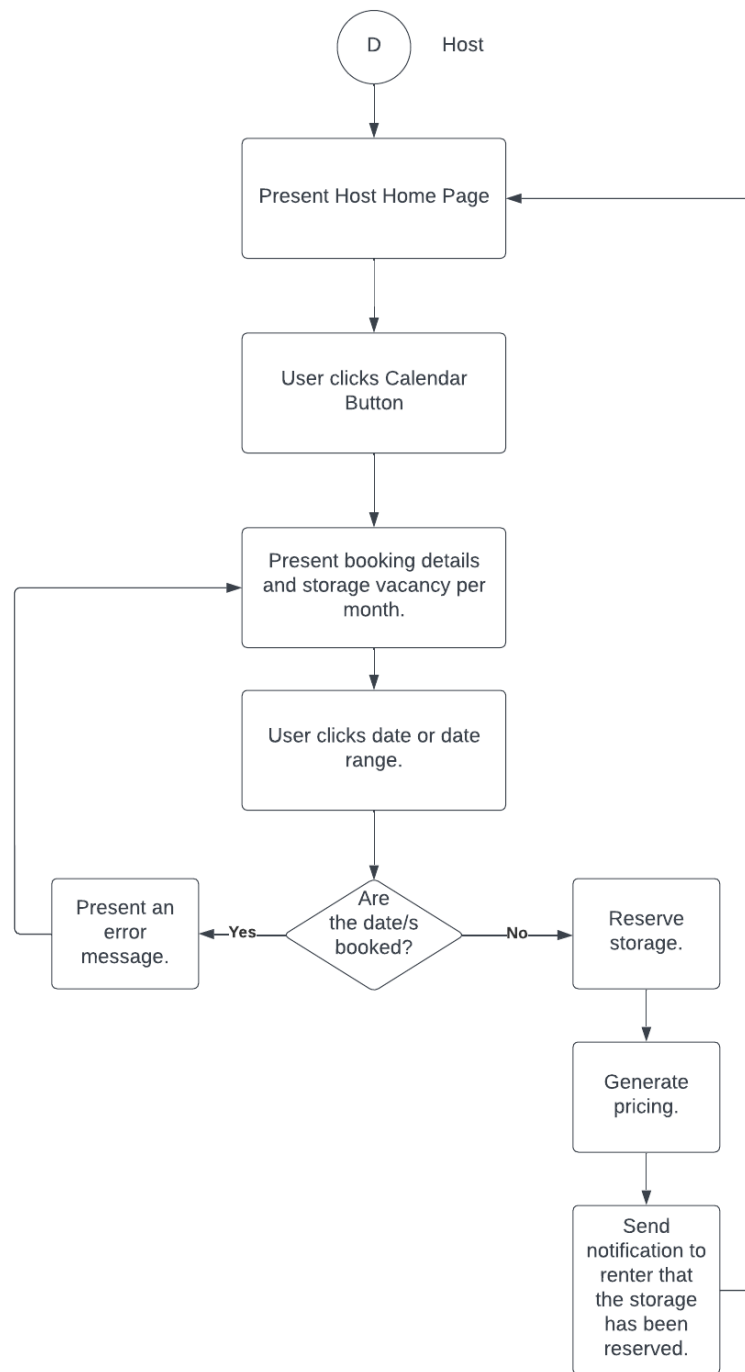 D
Host
Present Host Home Page
User clicks Calendar
Button
Present booking details
and storage vacancy per
month.
User clicks date or date
range.
Are
the date/s
booked?
Yes
No
Present an
error
message.
Reserve
storage.
Generate
pricing.
Send
notification to
renter that
the storage
has been
reserved.